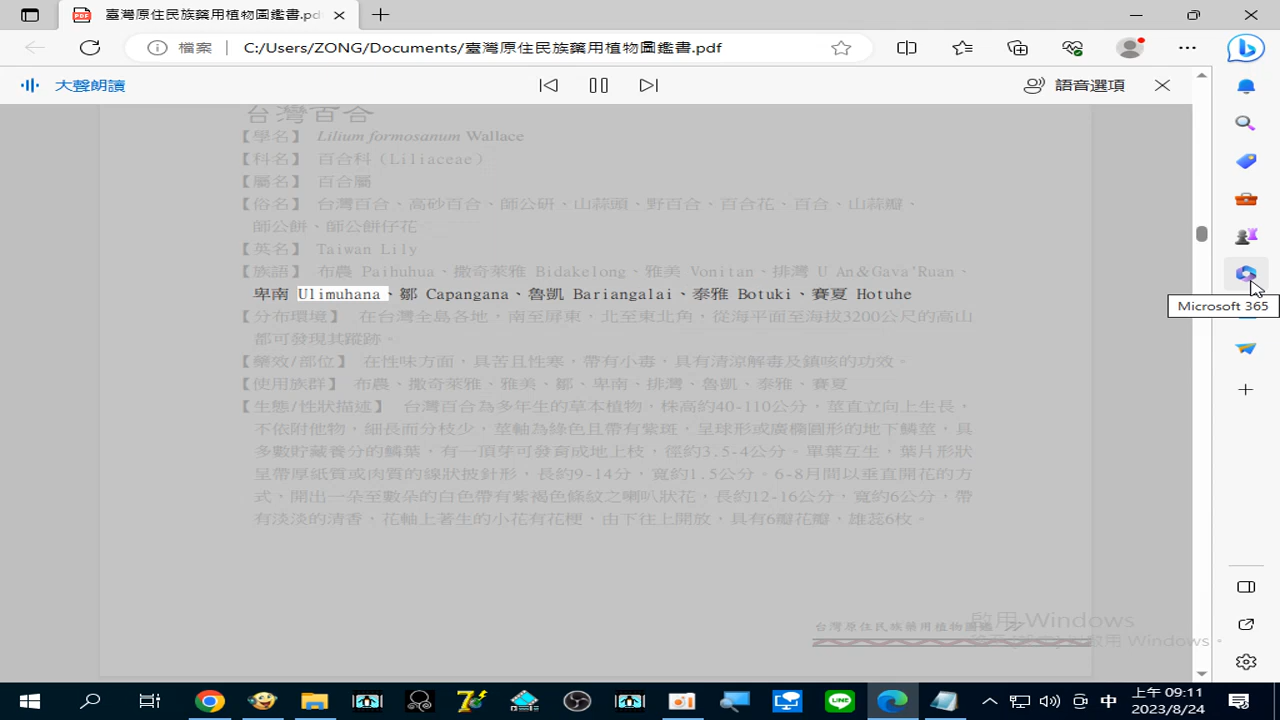 臺灣原住民族藥用植物圖鑑書.pd
檔案 C:/Users/ZONG/Documents/臺灣原住民族藥用植物圖鑑書.pdf
大聲朗讀
語音選項
台灣百合
【學名】 Lilium formosanum Wallace
【科名】 百合科（Liliaceae）
【屬名】 百合屬
【俗名】 台灣百合、高砂百合、師公研、山蒜頭、野百合、百合花、百合、山蒜瓣、
師公餅、師公餅仔花
【英名】 Taiwan Lily
【族語】 布農 Paihuhua、撒奇萊雅 Bidakelong、雅美 Vonitan、排灣 U An＆Gava'Ruan、
卑南 Ulimuhana、鄒 Capangana、魯凱 Bariangalai、泰雅 Botuki、賽夏 Hotuhe
【分布環境】 在台灣全島各地，南至屏東，北至東北角，從海平面至海拔3200公尺的高山
都可發現其蹤跡。
【藥效/部位】 在性味方面，具苦且性寒，帶有小毒，具有清涼解毒及鎮咳的功效。
【使用族群】 布農、撒奇萊雅、雅美、鄒、卑南、排灣、魯凱、泰雅、賽夏
【生態/性狀描述】 台灣百合為多年生的草本植物，株高約40-110公分，莖直立向上生長，
不依附他物，細長而分枝少，莖軸為綠色且帶有紫斑，呈球形或廣橢圓形的地下鱗莖，具
多數貯藏養分的鱗葉，有一頂芽可發育成地上枝，徑約3.5-4公分。單葉互生，葉片形狀
呈帶厚紙質或肉質的線狀披針形，長約9-14分，寬約1.5公分。6-8月間以垂直開花的方
式，開出一朵至數朵的白色帶有紫褐色條紋之喇叭狀花，長約12-16公分，寬約6公分，帶
有淡淡的清香，花軸上著生的小花有花梗，由下往上開放，具有6瓣花瓣，雄蕊6枚。
Microsoft 365
台灣原住民族藥用植物圖鑑 77
啟用 Windows
啟用 Windows。
中
上午 09:11
2023/8/24